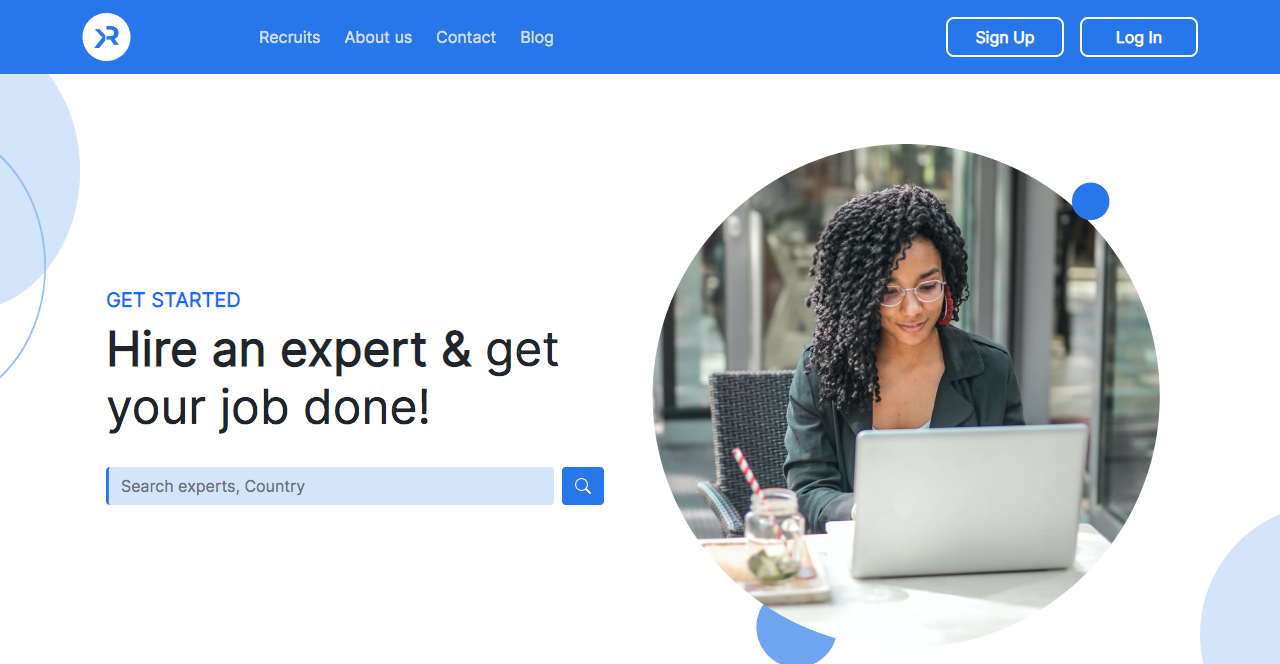 Recruits About us Contact Blog Sign Up Log In
GET STARTED
Hire an expert & get
your job done!
Search experts, Country